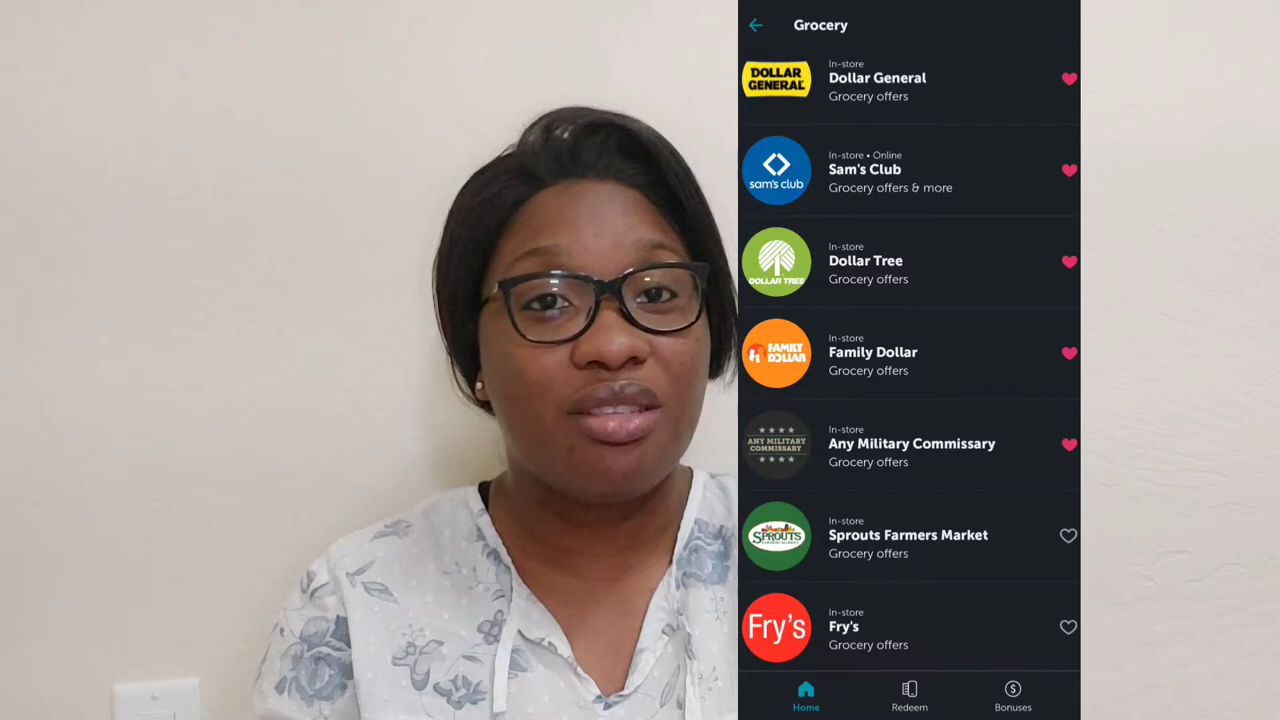 Grocery
DOLLAR
GENERAL
In-store
Dollar General
Grocery offers
sam's club
In-store • Online
Sam's Club
Grocery offers & more
DOLLAR TREE
In-store
Dollar Tree
Grocery offers
FAMILY
DOLLAR
In-store
Family Dollar
Grocery offers
ANY MILITARY
COMMISSARY
In-store
Any Military Commissary
Grocery offers
SPROUTS
FARMERS MARKET
In-store
Sprouts Farmers Market
Grocery offers
Fry's
In-store
Fry's
Grocery offers
Home
Redeem
Bonuses